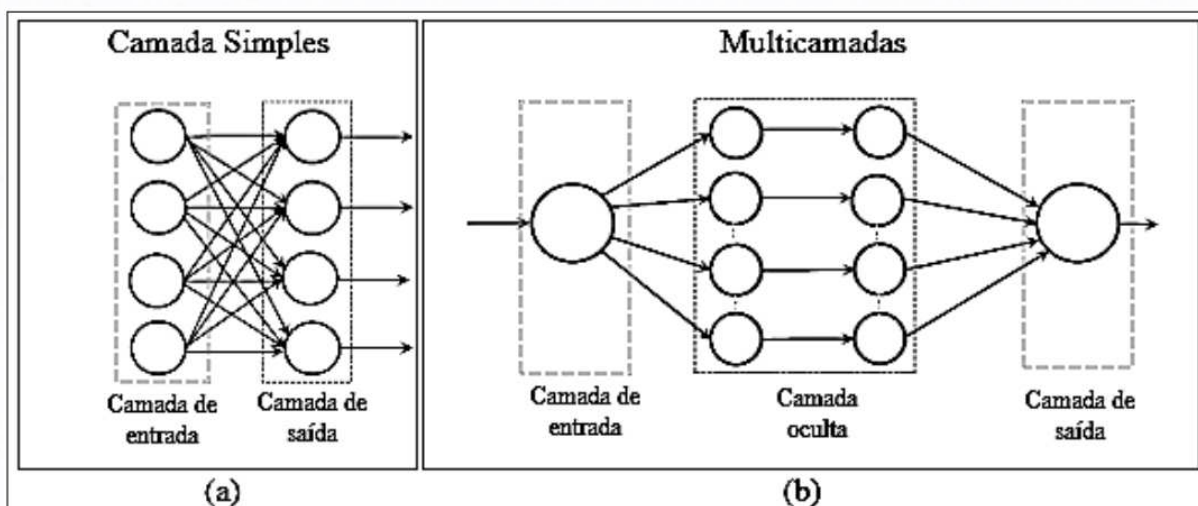 Camada Simples
Camada de
entrada
Camada de
saída
(a)
Multicamadas
Camada de
entrada
Camada
oculta
Camada de
saída
(b)